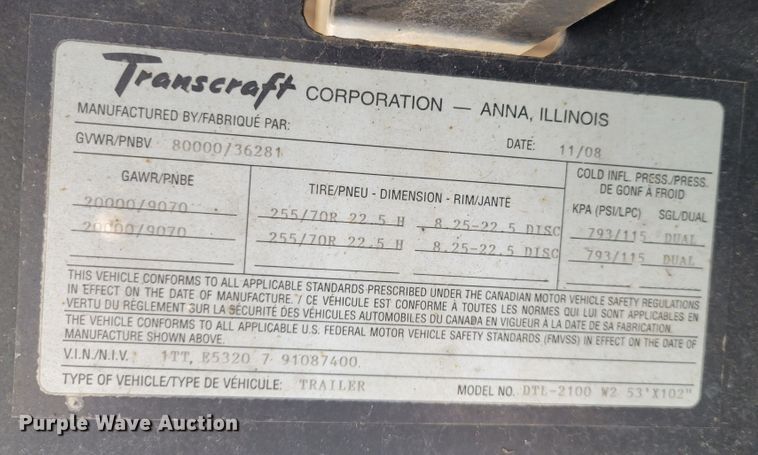 Transcraft CORPORATION — ANNA, ILLINOIS
MANUFACTURED BY/FABRIQUÉ PAR:
DATE: 11/08
GVWR/PNBV 80000/36281
GAWR/PNBE
TIRE/PNEU - DIMENSION - RIM/JANTÉ
COLD INFL. PRESS./PRESS. DE GONF À FROID
KPA (PSI/LPC) SGL/DUAL
20000/9070 255/70R 22.5 H 8.25-22.5 DISC 793/115 DUAL
20000/9070 255/70R 22.5 H 8.25-22.5 DISC 793/115 DUAL
THIS VEHICLE CONFORMS TO ALL APPLICABLE STANDARDS PRESCRIBED UNDER THE CANADIAN MOTOR VEHICLE SAFETY REGULATIONS
IN EFFECT ON THE DATE OF MANUFACTURE. / CE VÉHICULE EST CONFORME À TOUTES LES NORMES QUI LUI SONT APPLICABLES EN
VERTU DU RÈGLEMENT SUR LA SÉCURITÉ DES VÉHICULES AUTOMOBILES DU CANADA EN VIGUEUR A LA DATE DE SA FABRICATION.
THE VEHICLE CONFORMS TO ALL APPLICABLE U.S. FEDERAL MOTOR VEHICLE SAFETY STANDARDS (FMVSS) IN EFFECT ON THE DATE OF
MANUFACTURE SHOWN ABOVE.
V.I.N./N.I.V. 1TT, E5320 7 91087400
TYPE OF VEHICLE/TYPE DE VÉHICULE: TRAILER MODEL NO. DTL-2100 W2 53'X102"
Purple Wave Auction